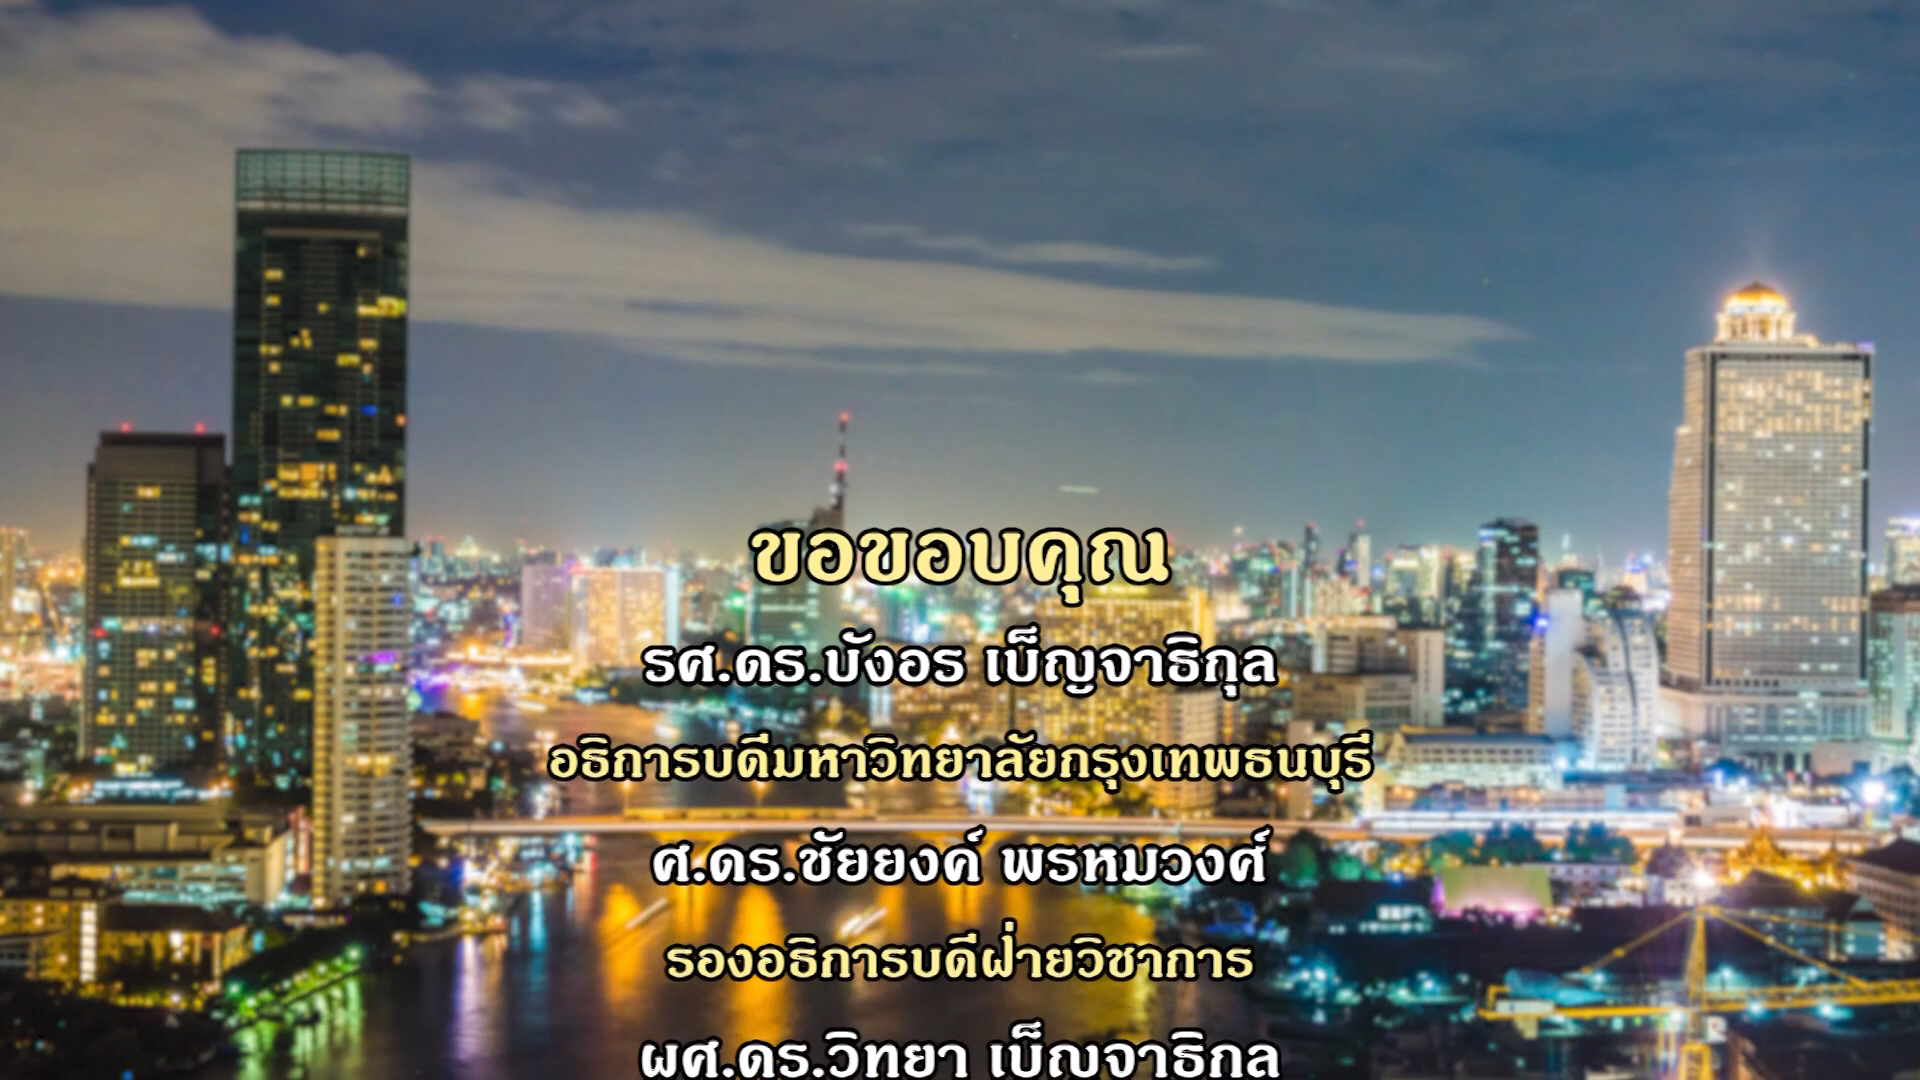 ขอขอบคุณ
รศ.ดร.บังอร เบ็ญจาธิกุล
อธิการบดีมหาวิทยาลัยกรุงเทพธนบุรี
ศ.ดร.ชัยยงค์ พรหมวงศ์
รองอธิการบดีฝ่ายวิชาการ
ผศ.ดร.วิทยา เบ็ญจาธิกุล